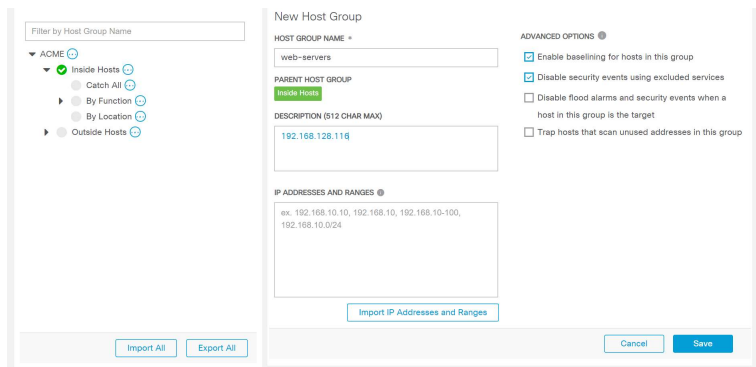 Filter by Host Group Name
ACME
Inside Hosts
Catch All
By Function
By Location
Outside Hosts
Import All
Export All
New Host Group
HOST GROUP NAME *
web-servers
PARENT HOST GROUP
Inside Hosts
DESCRIPTION (512 CHAR MAX)
192.168.128.116
IP ADDRESSES AND RANGES
ex. 192.168.10.10, 192.168.10, 192.168.10-100,
192.168.10.0/24
Import IP Addresses and Ranges
ADVANCED OPTIONS
Enable baselining for hosts in this group
Disable security events using excluded services
Disable flood alarms and security events when a
host in this group is the target
Trap hosts that scan unused addresses in this group
Cancel
Save